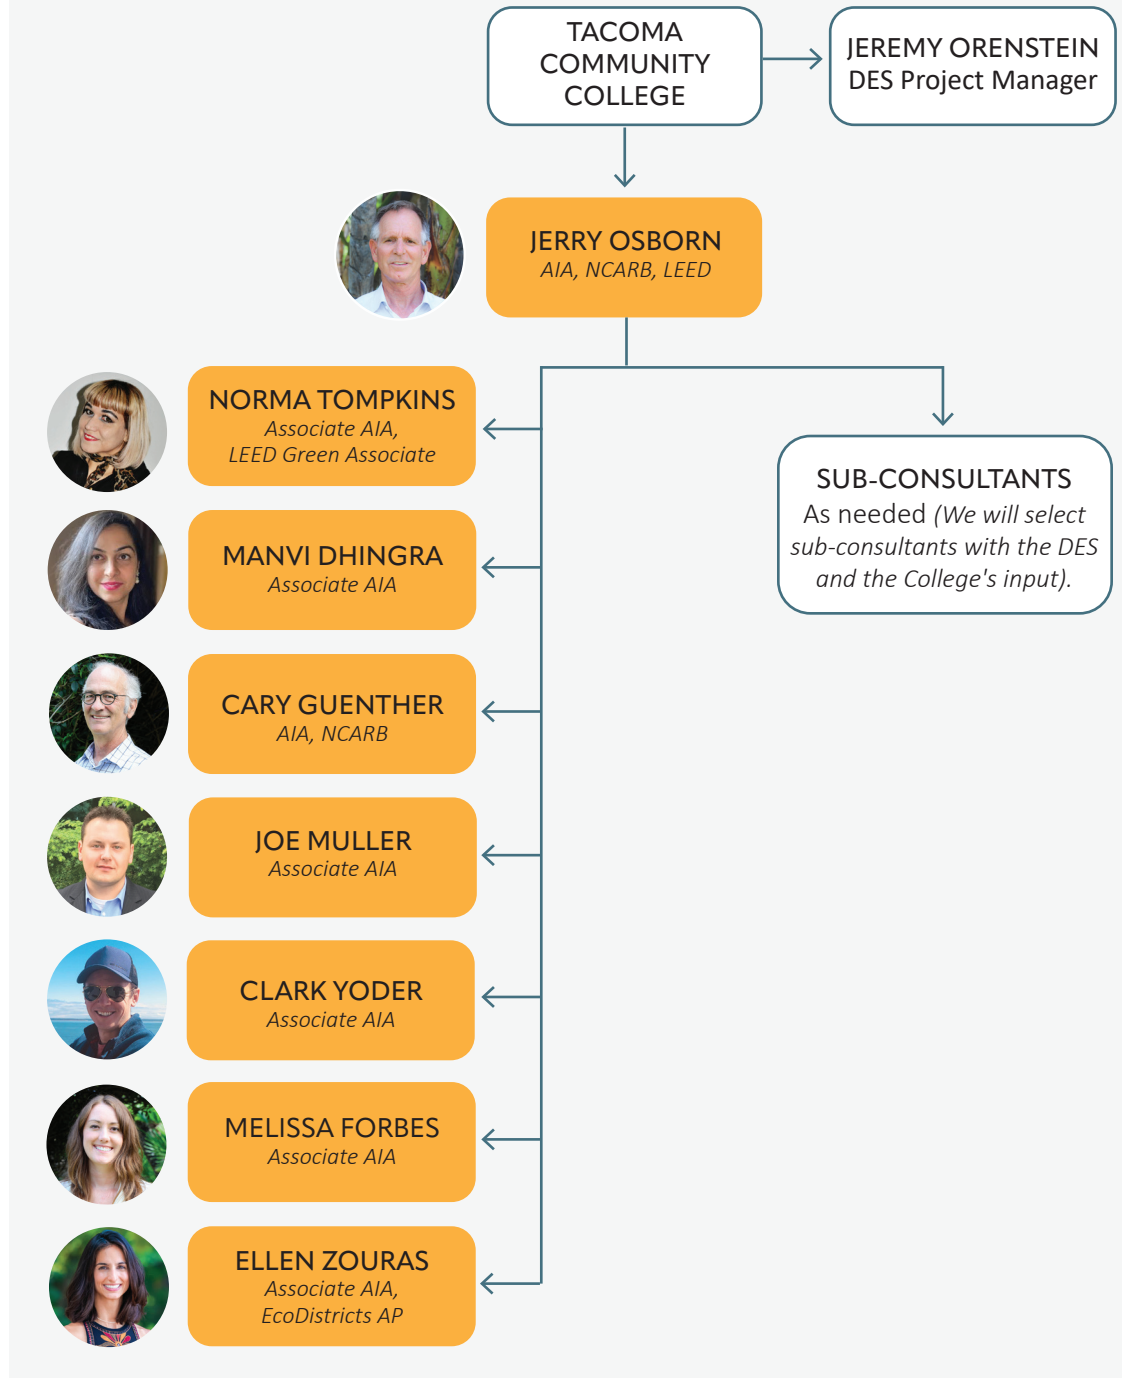 TACOMA
COMMUNITY
COLLEGE
JEREMY ORENSTEIN
DES Project Manager
JERRY OSBORN
AIA, NCARB, LEED
NORMA TOMPKINS
Associate AIA,
LEED Green Associate
MANVI DHINGRA
Associate AIA
CARY GUENTHER
AIA, NCARB
JOE MULLER
Associate AIA
CLARK YODER
Associate AIA
MELISSA FORBES
Associate AIA
ELLEN ZOURAS
Associate AIA,
EcoDistricts AP
SUB-CONSULTANTS
As needed (We will select
sub-consultants with the DES
and the College's input).